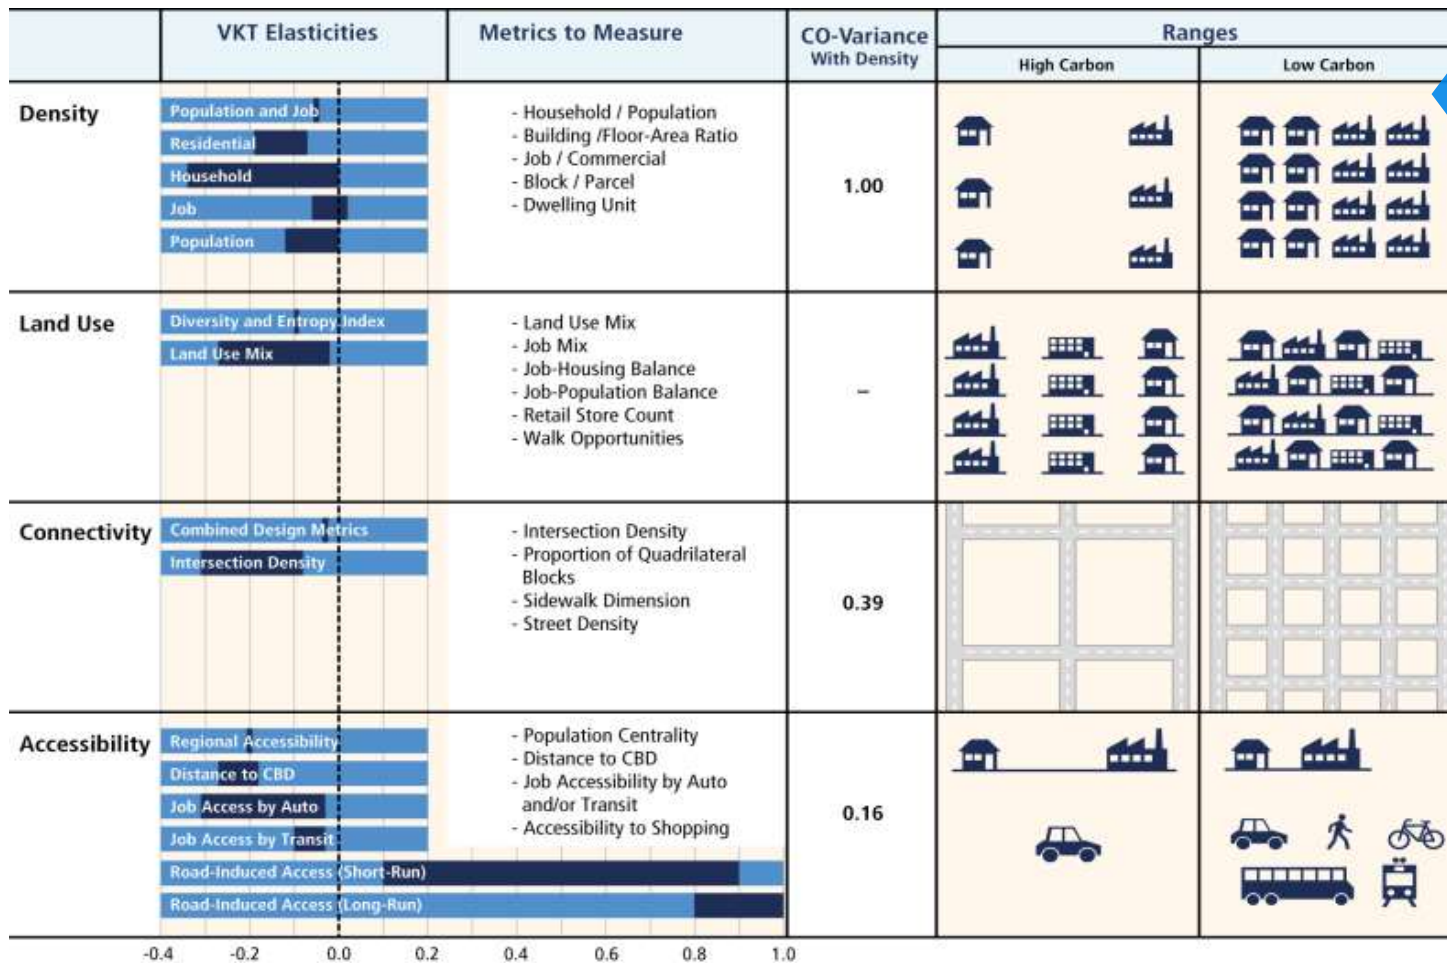 VKT Elasticities
Metrics to Measure
CO-Variance
With Density
Ranges
High Carbon
Low Carbon
Density
Population and Job
Residential
Household
Job
Population
- Household / Population
- Building /Floor-Area Ratio
- Job / Commercial
- Block / Parcel
- Dwelling Unit
1.00
Land Use
Diversity and Entropy Index
Land Use Mix
- Land Use Mix
- Job Mix
- Job-Housing Balance
- Job-Population Balance
- Retail Store Count
- Walk Opportunities
–
Connectivity
Combined Design Metrics
Intersection Density
- Intersection Density
- Proportion of Quadrilateral
Blocks
- Sidewalk Dimension
- Street Density
0.39
Accessibility
Regional Accessibility
Distance to CBD
Job Access by Auto
Job Access by Transit
Road-Induced Access (Short-Run)
Road-Induced Access (Long-Run)
- Population Centrality
- Distance to CBD
- Job Accessibility by Auto
and/or Transit
- Accessibility to Shopping
0.16
-0.4 -0.2 0.0 0.2 0.4 0.6 0.8 1.0